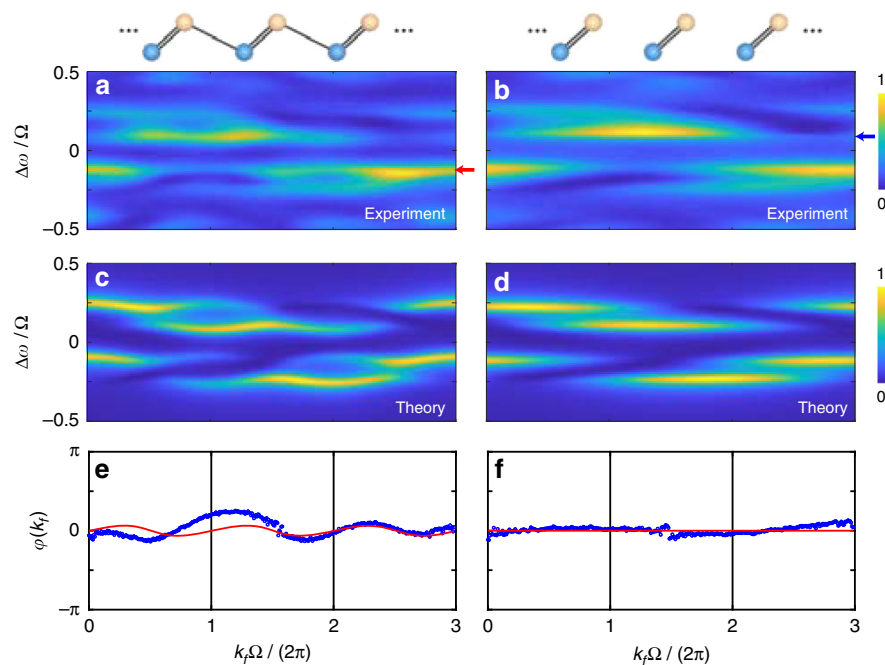 *** *** *** ***
a b
0.5 0 −0.5 Δω / Ω Experiment Experiment 1 0
c d
0.5 0 −0.5 Δω / Ω Theory Theory 1 0
e f
π 0 −π φ(k_f)
0 1 2 3 0 1 2 3
k_fΩ / (2π) k_fΩ / (2π)